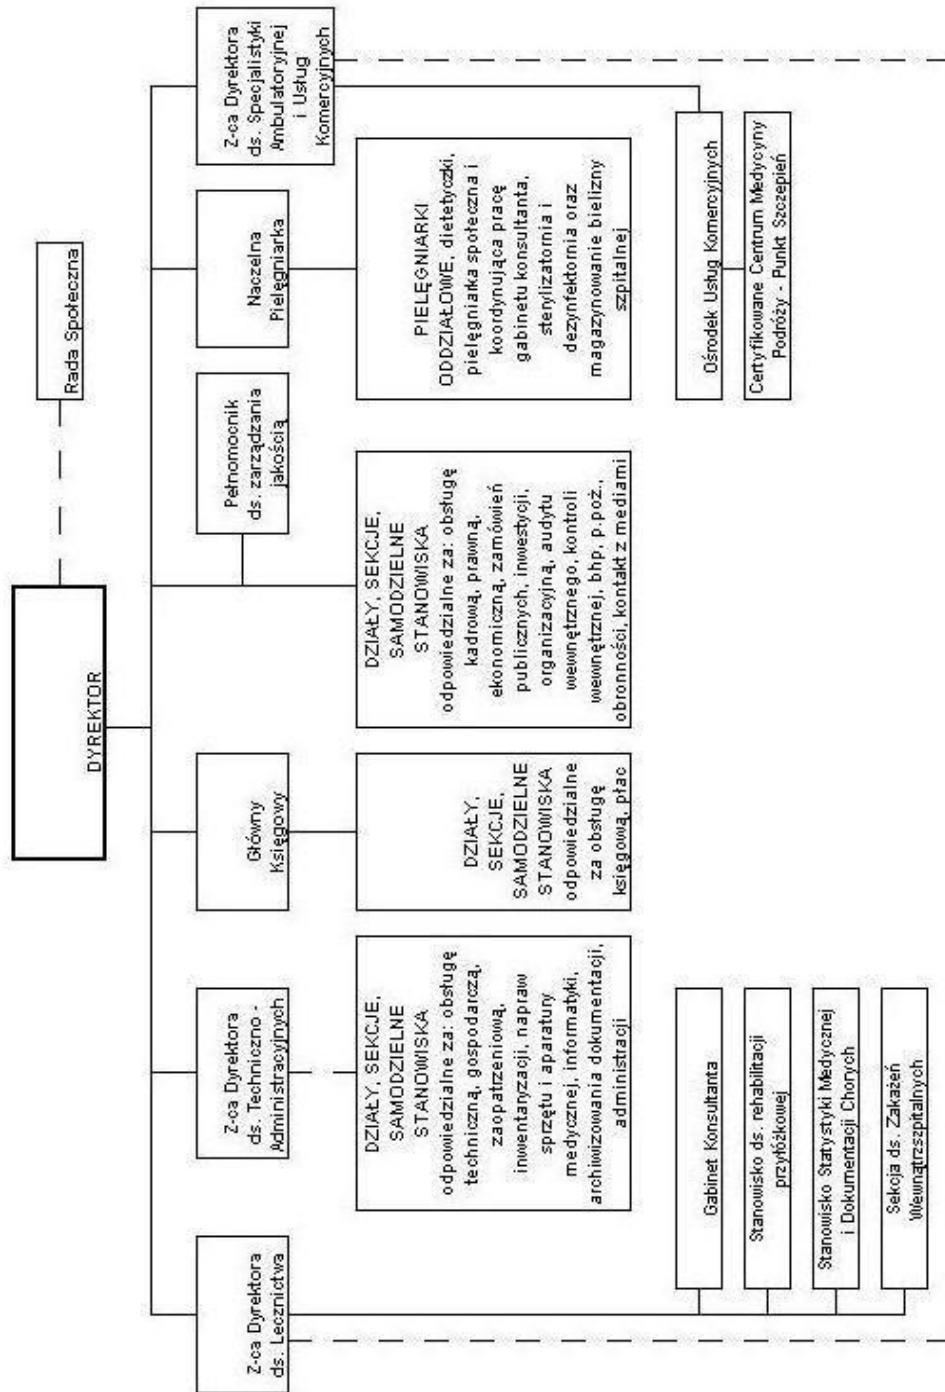 DYREKTOR
Rada Społeczna
Z-ca Dyrektora
ds. Lecznictwa
Z-ca Dyrektora
ds. Techniczno -
Administracyjnych
Główny
Księgowy
Pełnomocnik
ds. zarządzania
jakością
Naczelna
Pielęgniarka
Z-ca Dyrektora
ds. Specjalistyki
Ambulatoryjnej
i Usług
Komercyjnych
DZIAŁY, SEKCJE,
SAMODZIELNE
STANOWISKA
odpowiedzialne za: obsługę
techniczną, gospodarczą,
zaopatrzeniową,
inwentaryzacji, napraw
sprzętu i aparatury
medycznej, informatyki,
archiwizowania dokumentacji,
administracji
DZIAŁY,
SEKCJE,
SAMODZIELNE
STANOWISKA
odpowiedzialne
za obsługę
księgową, płac
DZIAŁY, SEKCJE,
SAMODZIELNE
STANOWISKA
odpowiedzialne za: obsługę
kadrową, prawną,
ekonomiczną, zamówień
publicznych, inwestycji,
organizacyjną, audytu
wewnętrznego, kontroli
wewnętrznej, bhp, p.poż..,
obronności, kontakt z mediami
PIELĘGNIARKI
ODDZIAŁOWE, dietetyczki,
pielęgniarka społeczna i
koordynująca pracę
gabinetu konsultanta,
sterylizatornia i
dezynfektornia oraz
magazynowanie bielizny
szpitalnej
Gabinet Konsultanta
Stanowisko ds. rehabilitacji
przyłóżkowej
Stanowisko Statystyki Medycznej
i Dokumentacji Chorych
Sekcja ds. Zakażeń
Wewnątrzszpitalnych
Ośrodek Usług Komercyjnych
Certyfikowane Centrum Medycyny
Podróży - Punkt Szczepień